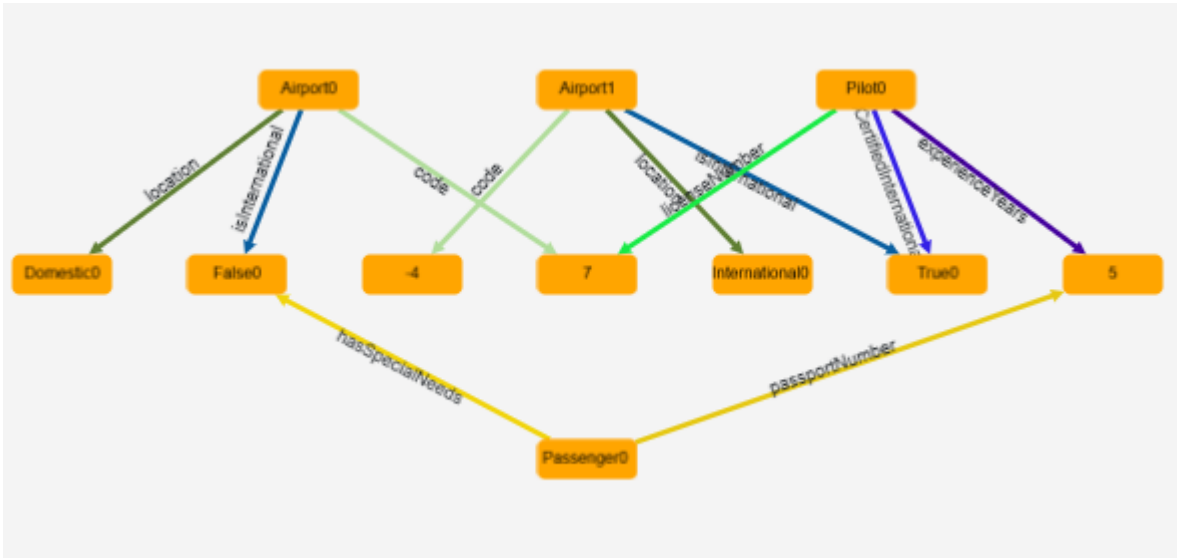 Airport0
Airport1
Pilot0
location
isInternational
code
code
location
isInternational
licenseNumber
CertifiedInternational
experienceYears
Domestic0
False0
-4
7
International0
True0
5
hasSpecialNeeds
passportNumber
Passenger0